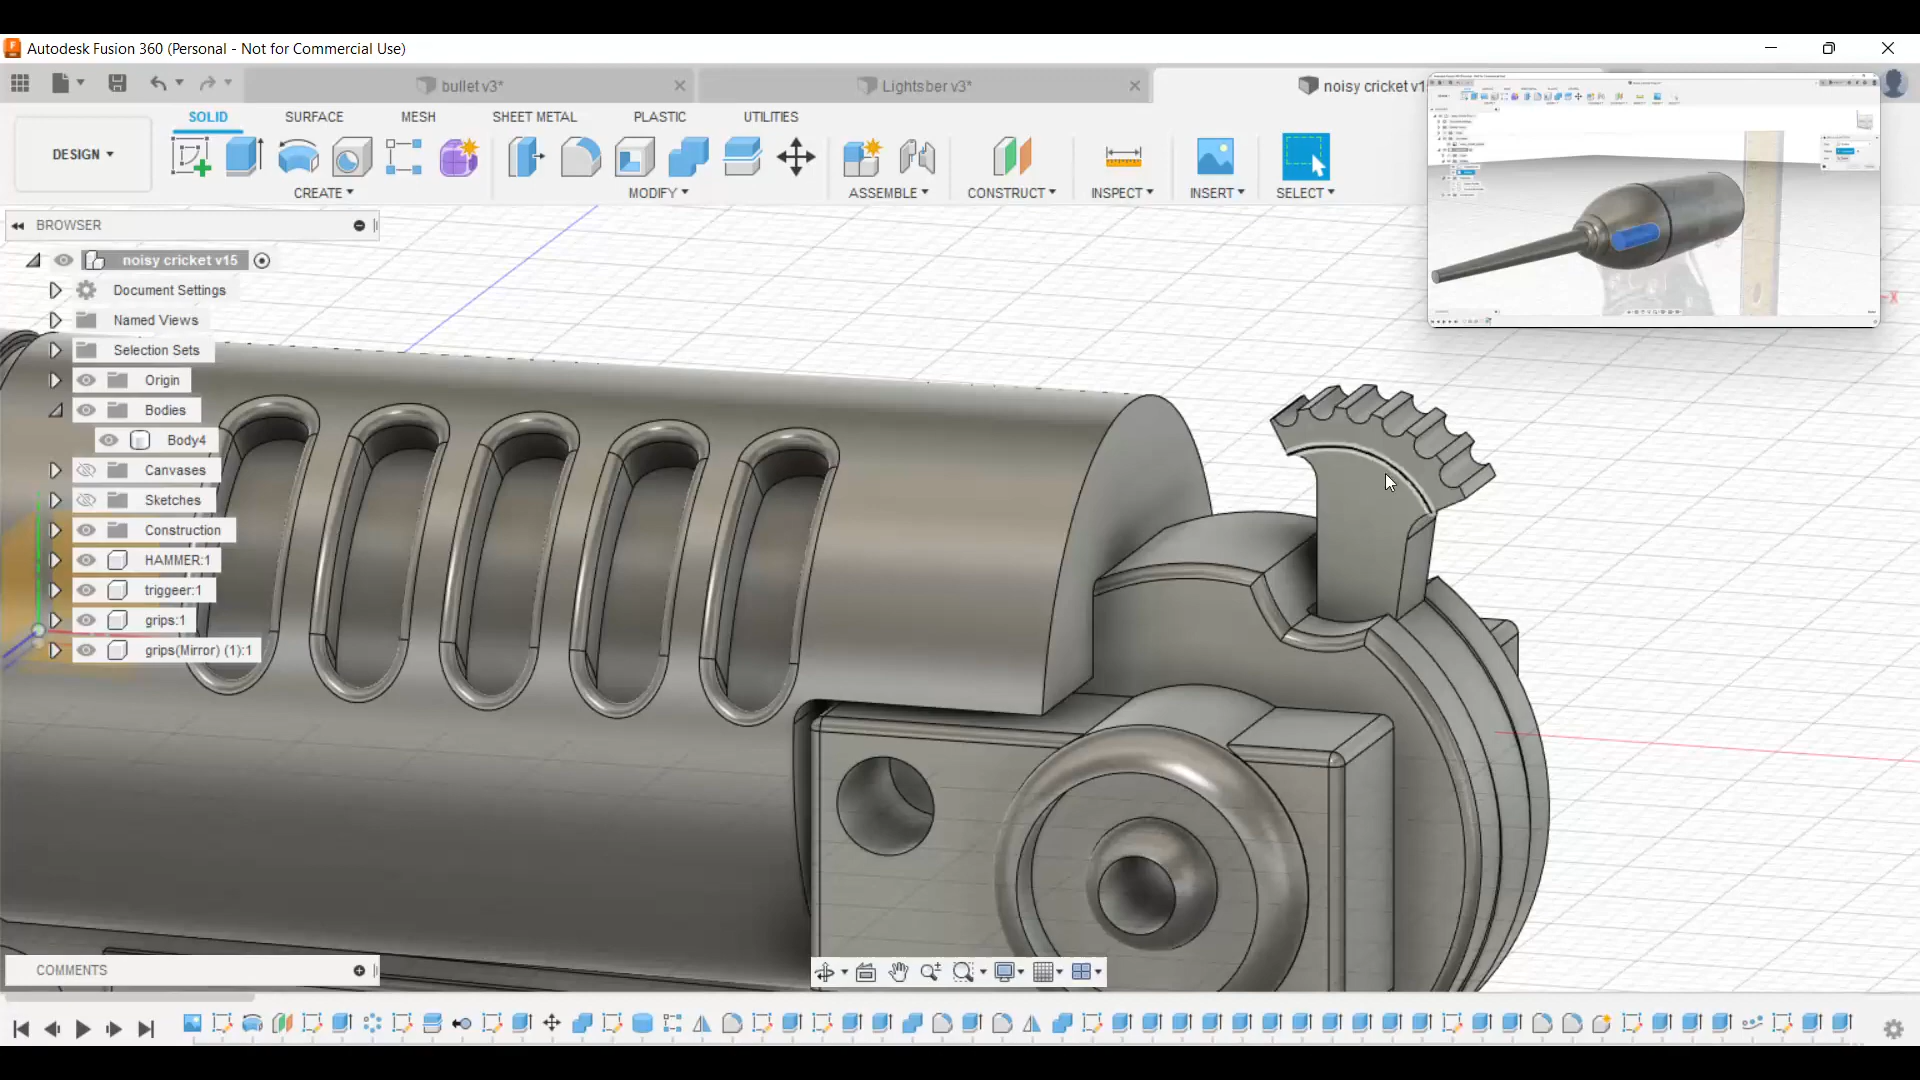 Autodesk Fusion 360 (Personal - Not for Commercial Use)
bullet v3*
Lightsber v3*
noisy cricket v1
DESIGN
SOLID
SURFACE
MESH
SHEET METAL
PLASTIC
UTILITIES
CREATE
MODIFY
ASSEMBLE
CONSTRUCT
INSPECT
INSERT
SELECT
BROWSER
noisy cricket v15
Document Settings
Named Views
Selection Sets
Origin
Bodies
Body4
Canvases
Sketches
Construction
HAMMER:1
triggeer:1
grips:1
grips(Mirror) (1):1
X
COMMENTS